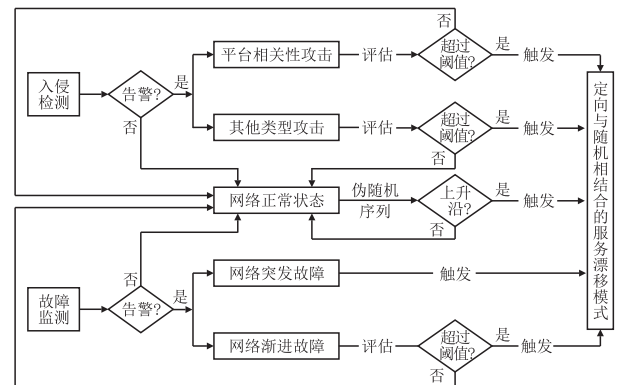 否
平台相关性攻击
评估
超过
阈值?
是
触发
入侵
检测
告警?
是
否
其他类型攻击
评估
超过
阈值?
是
触发
否
网络正常状态
伪随机
序列
上升
沿?
是
触发
否
定向与随机相结合的服务漂移模式
故障
监测
告警?
否
是
网络突发故障
触发
网络渐进故障
评估
超过
阈值?
是
触发
否